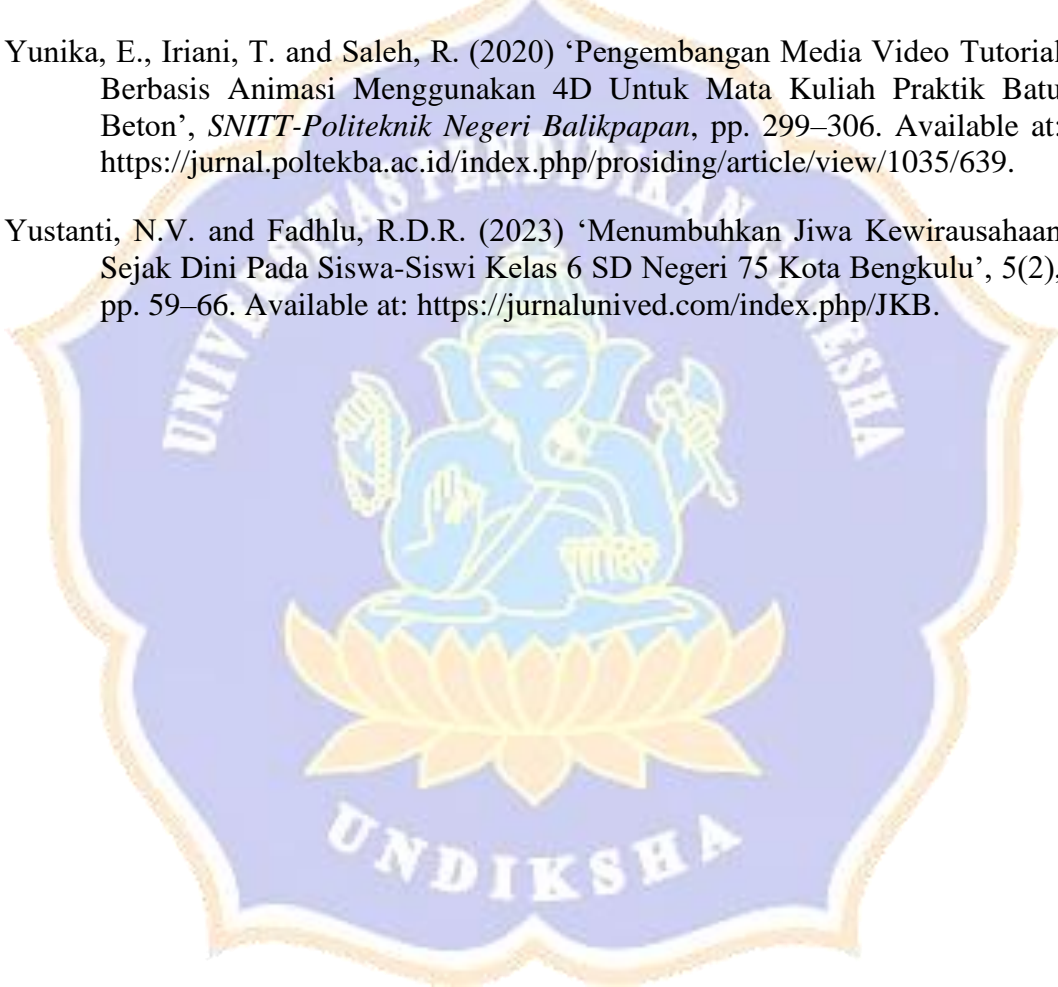 Yunika, E., Iriani, T. and Saleh, R. (2020) ‘Pengembangan Media Video Tutorial
Berbasis Animasi Menggunakan 4D Untuk Mata Kuliah Praktik Batu
Beton’, SNITT-Politeknik Negeri Balikpapan, pp. 299–306. Available at:
https://jurnal.poltekba.ac.id/index.php/prosiding/article/view/1035/639.
Yustanti, N.V. and Fadhlu, R.D.R. (2023) ‘Menumbuhkan Jiwa Kewirausahaan
Sejak Dini Pada Siswa-Siswi Kelas 6 SD Negeri 75 Kota Bengkulu’, 5(2),
pp. 59–66. Available at: https://jurnalunived.com/index.php/JKB.
UNIVERSITAS PENDIDIKAN GANESHA
UNDIKSHA